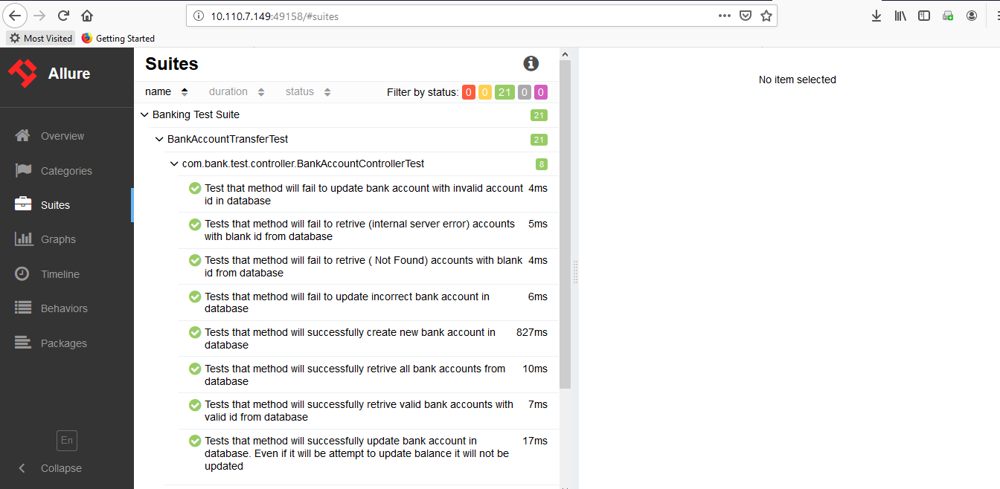 10.110.7.149:49158/#suites
Most Visited
Getting Started
Allure
Overview
Categories
Suites
Graphs
Timeline
Behaviors
Packages
En
Collapse
Suites
name duration status Filter by status: 0 0 21 0 0
Banking Test Suite 21
BankAccountTransferTest 21
com.bank.test.controller.BankAccountControllerTest 8
Test that method will fail to update bank account with invalid account 4ms
id in database
Tests that method will fail to retrive (internal server error) accounts 5ms
with blank id from database
Tests that method will fail to retrive ( Not Found) accounts with blank 4ms
id from database
Tests that method will fail to update incorrect bank account in 6ms
database
Tests that method will successfully create new bank account in 827ms
database
Tests that method will successfully retrive all bank accounts from 10ms
database
Tests that method will successfully retrive valid bank accounts with 7ms
valid id from database
Tests that method will successfully update bank account in 17ms
database. Even if it will be attempt to update balance it will not be
updated
No item selected